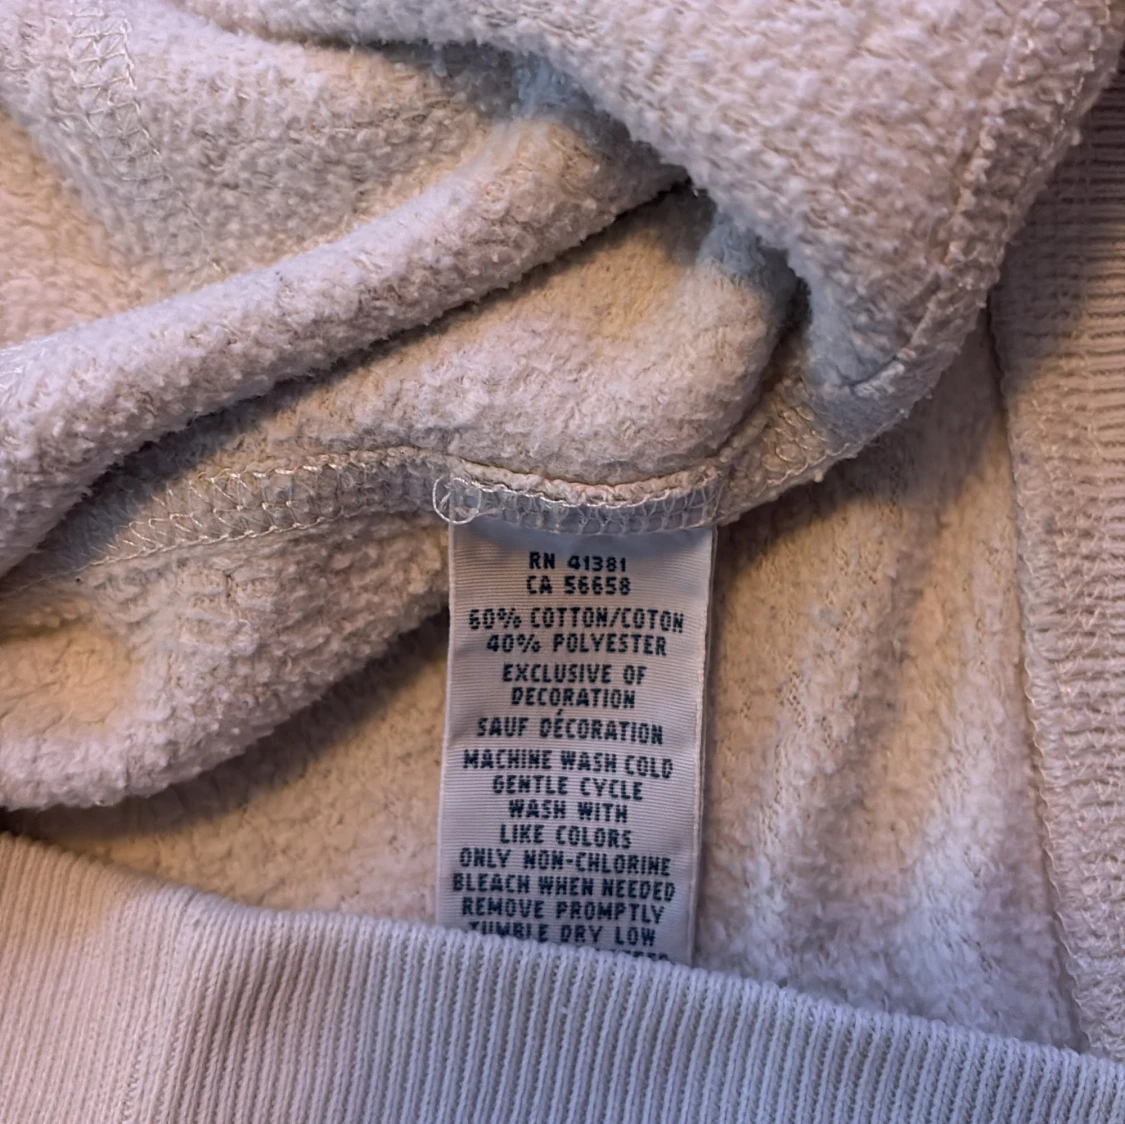 RN 41381
CA 56658
60% COTTON/COTON
40% POLYESTER
EXCLUSIVE OF
DECORATION
SAUF DÉCORATION
MACHINE WASH COLD
GENTLE CYCLE
WASH WITH
LIKE COLORS
ONLY NON-CHLORINE
BLEACH WHEN NEEDED
REMOVE PROMPTLY
TUMBLE DRY LOW